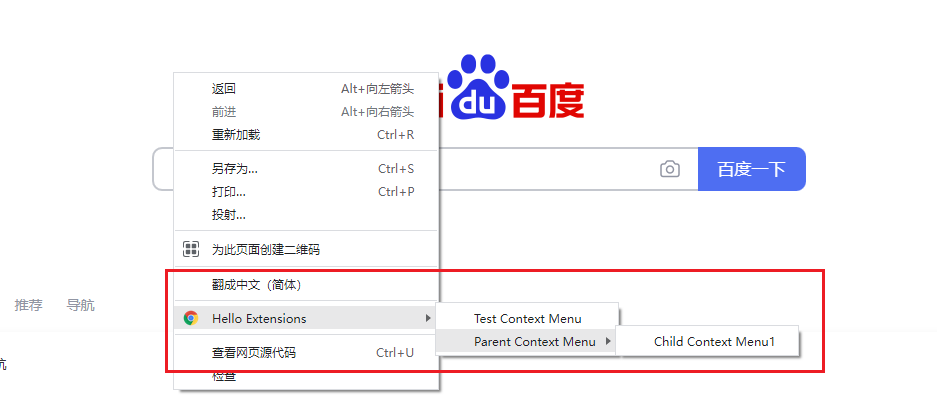 返回 Alt+向左箭头
前进 Alt+向右箭头
du 百度
重新加载 Ctrl+R
另存为... Ctrl+S
百度一下
打印... Ctrl+P
投射...
为此页面创建二维码
翻成中文（简体）
推荐 导航
Hello Extensions Test Context Menu
Parent Context Menu Child Context Menu1
查看网页源代码 Ctrl+U
检查